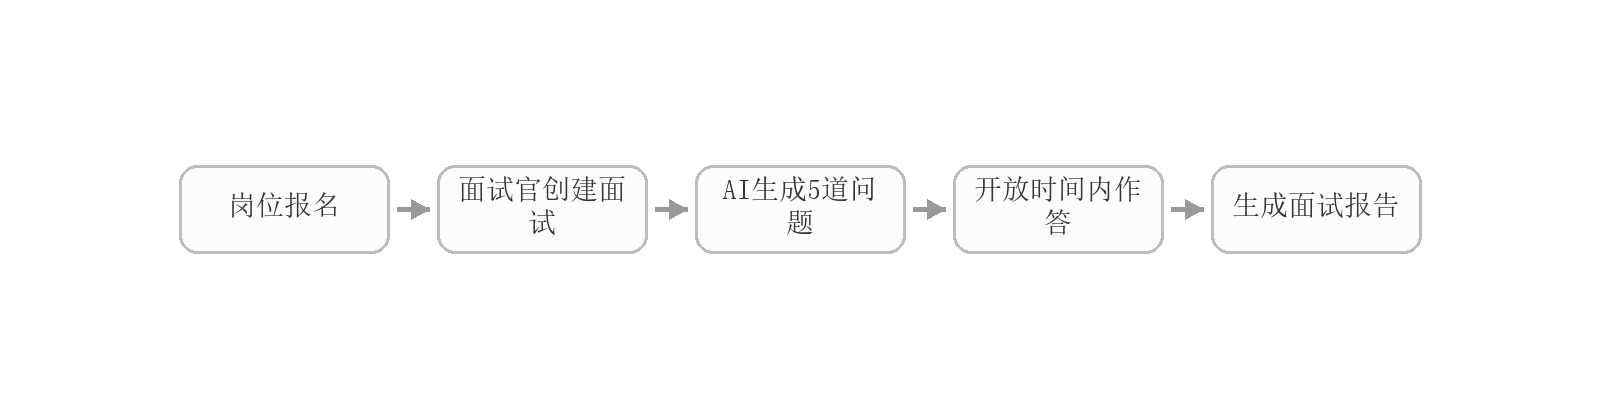 岗位报名
面试官创建面
试
AI生成5道问
题
开放时间内作
答
生成面试报告